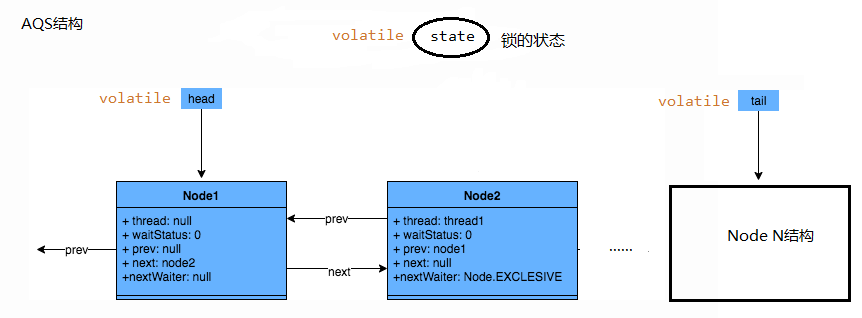 AQS结构
volatile state 锁的状态
volatile head
volatile tail
Node1
+ thread: null
+ waitStatus: 0
+ prev: null
+ next: node2
+nextWaiter: null
prev
prev
next
Node2
+ thread: thread1
+ waitStatus: 0
+ prev: node1
+ next: null
+nextWaiter: Node.EXCLESIVE
......
Node N结构